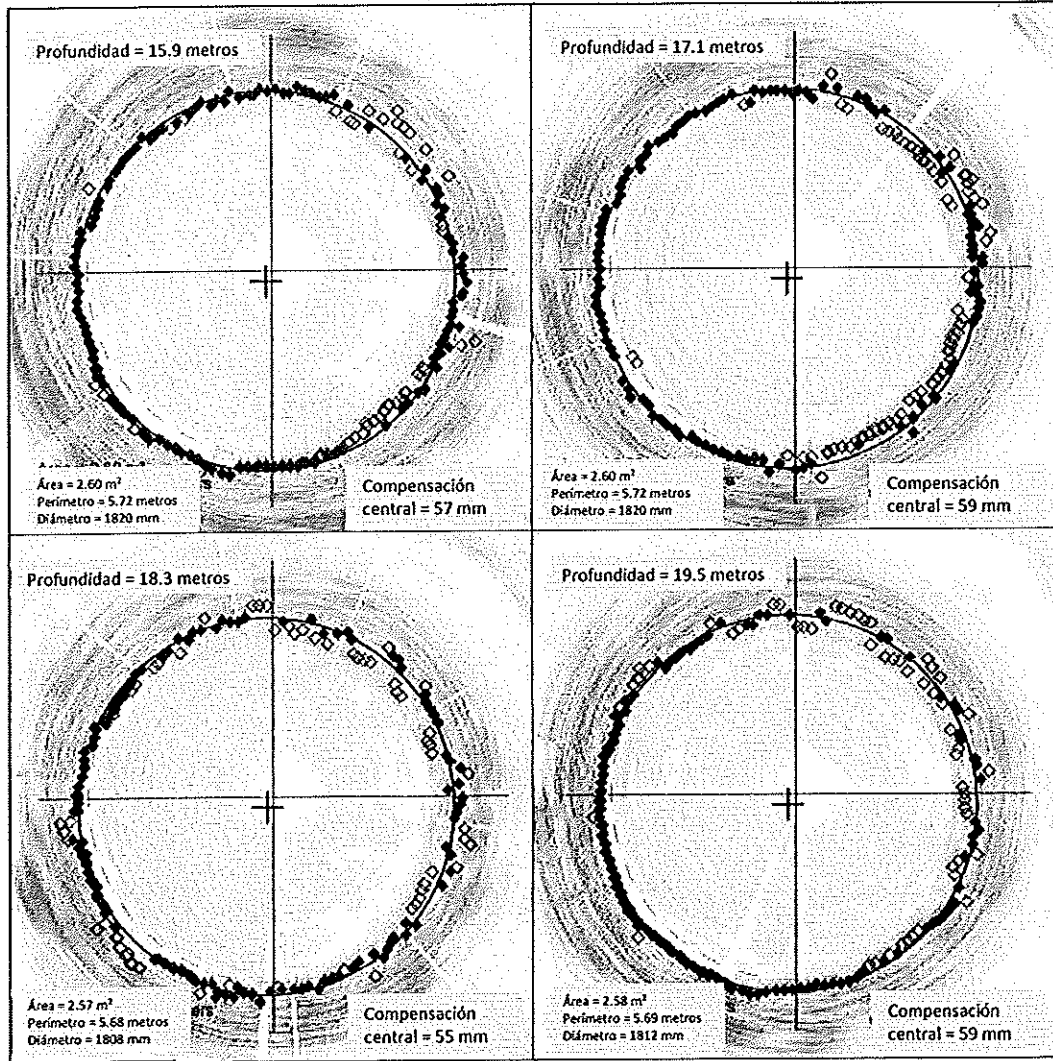 Profundidad = 15.9 metros
Área = 2.60 m²
Perímetro = 5.72 metros
Diámetro = 1820 mm
Compensación
central = 57 mm
Profundidad = 17.1 metros
Área = 2.60 m²
Perímetro = 5.72 metros
Diámetro = 1820 mm
Compensación
central = 59 mm
Profundidad = 18.3 metros
Área = 2.57 m²
Perímetro = 5.68 metros
Diámetro = 1808 mm
Compensación
central = 55 mm
Profundidad = 19.5 metros
Área = 2.58 m²
Perímetro = 5.69 metros
Diámetro = 1812 mm
Compensación
central = 59 mm